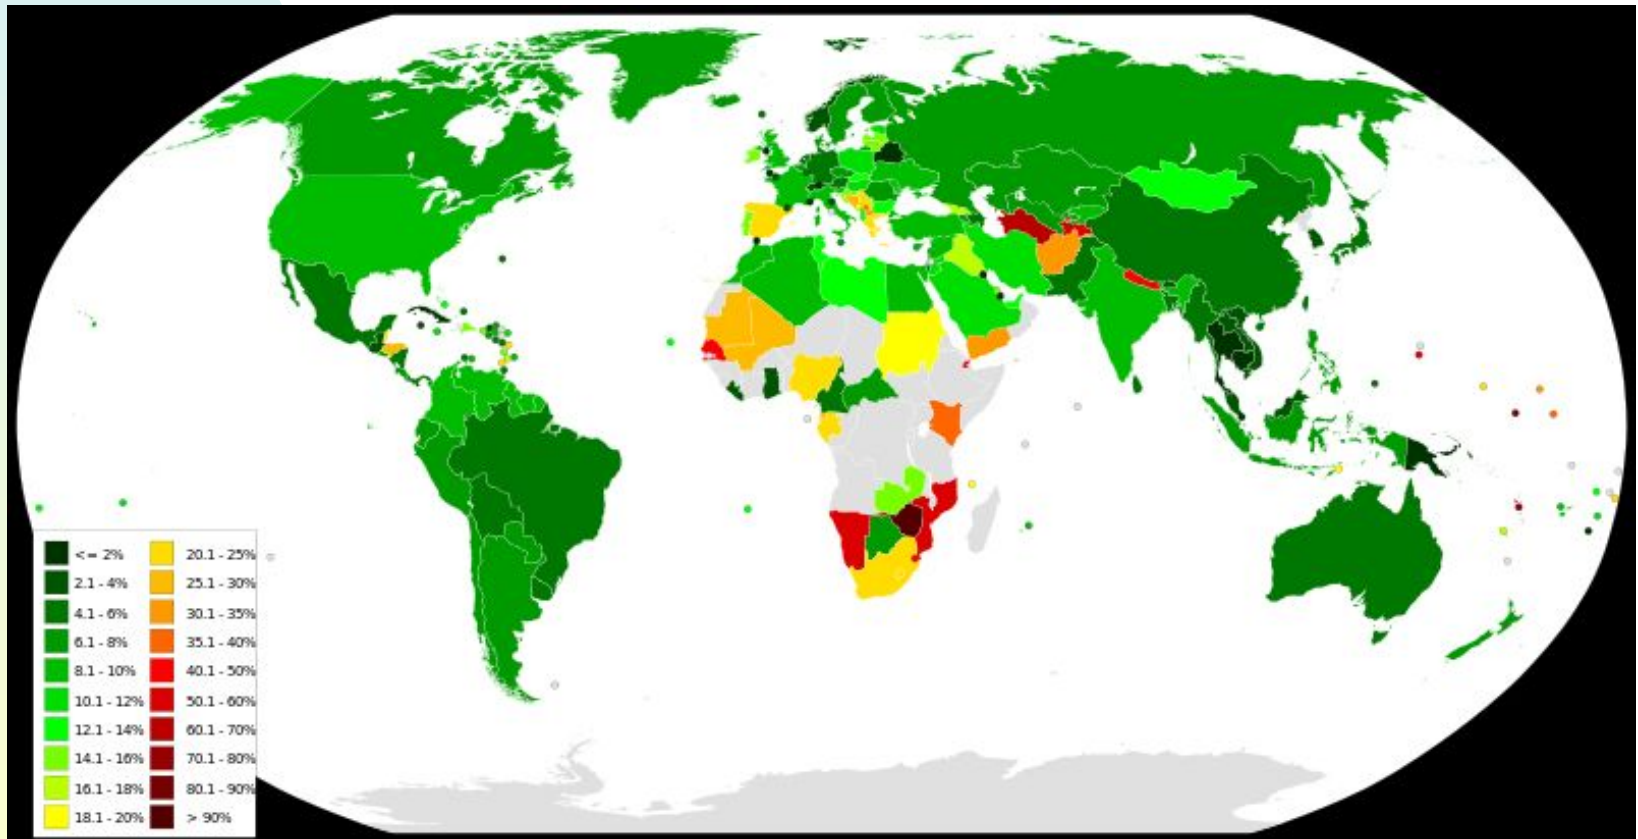 <= 2%
2.1 - 4%
4.1 - 6%
6.1 - 8%
8.1 - 10%
10.1 - 12%
12.1 - 14%
14.1 - 16%
16.1 - 18%
18.1 - 20%
20.1 - 25%
25.1 - 30%
30.1 - 35%
35.1 - 40%
40.1 - 50%
50.1 - 60%
60.1 - 70%
70.1 - 80%
80.1 - 90%
> 90%